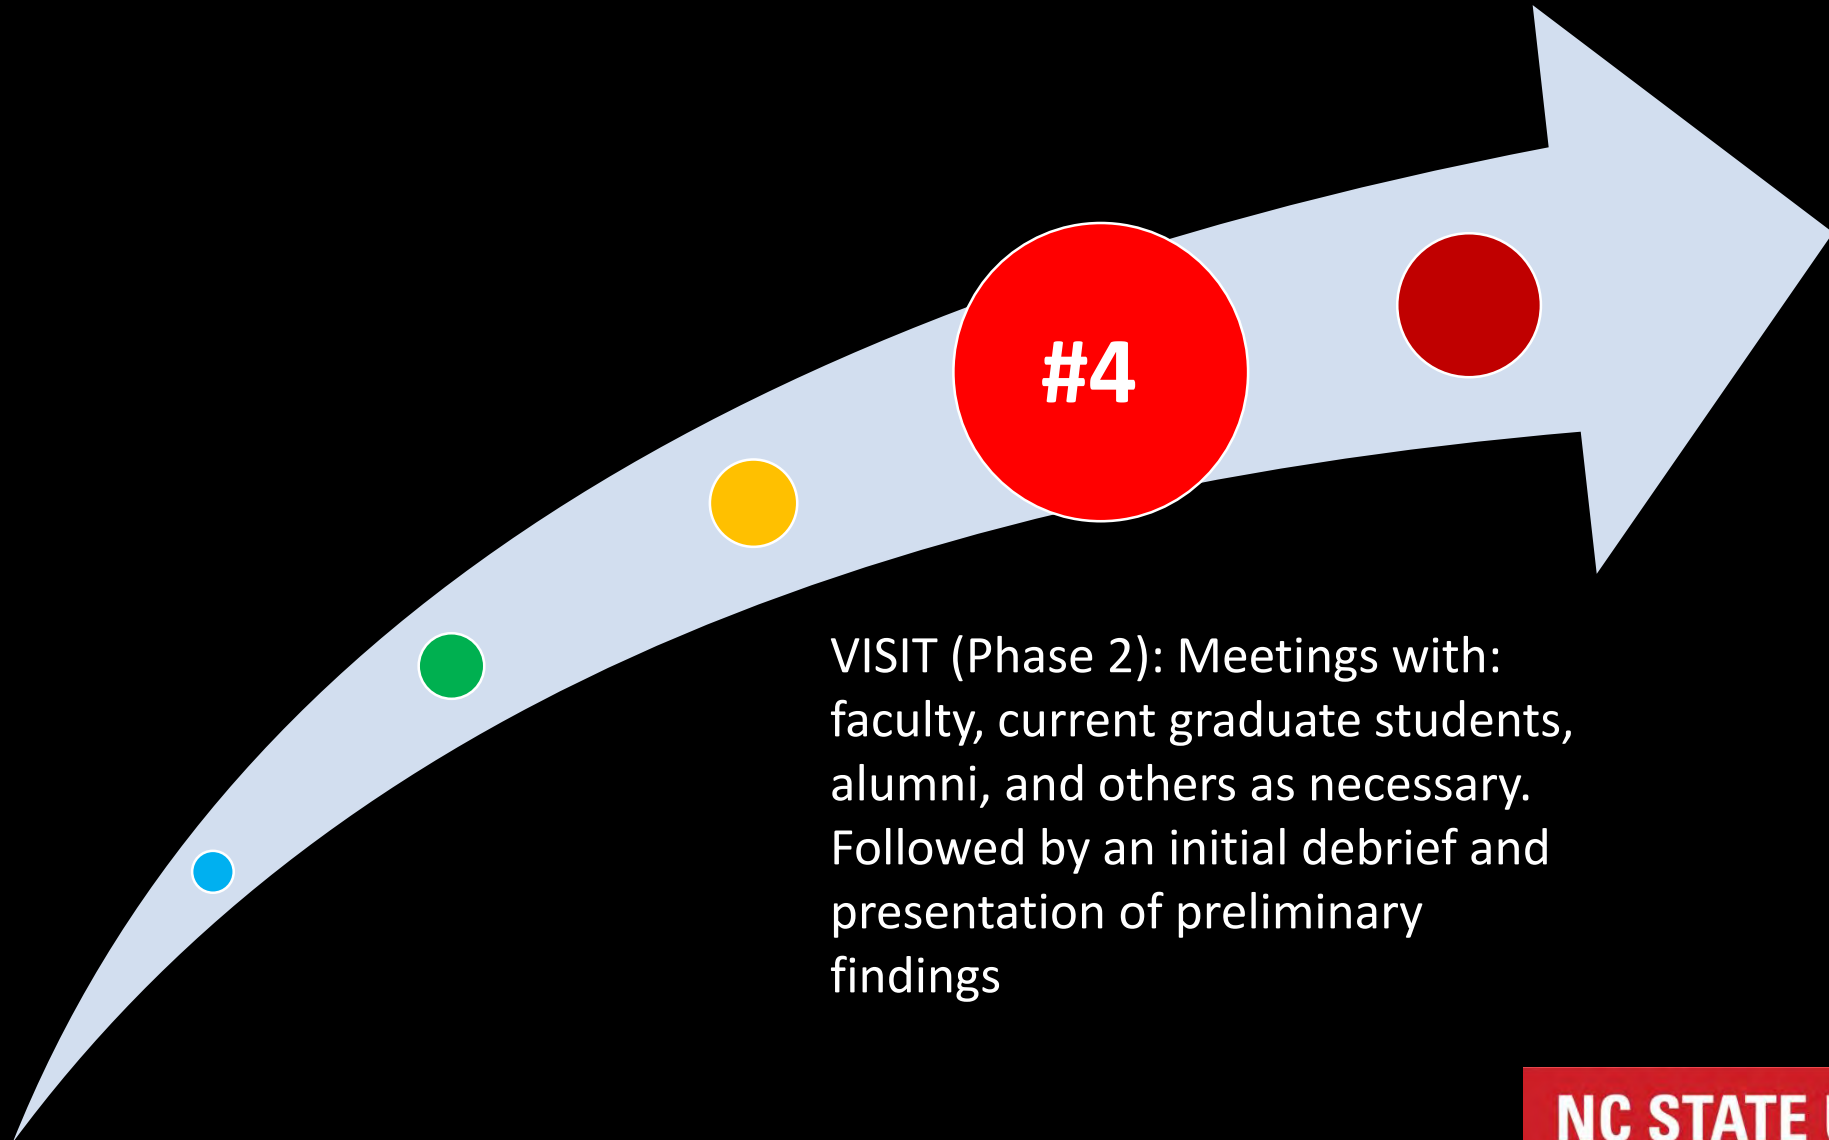 #4
VISIT (Phase 2): Meetings with:
faculty, current graduate students,
alumni, and others as necessary.
Followed by an initial debrief and
presentation of preliminary
findings
NC STATE